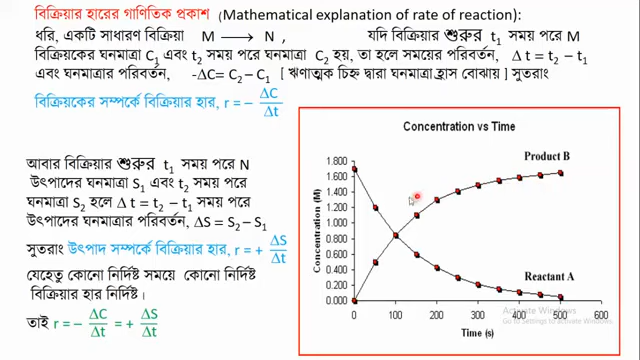 বিক্রিয়ার হারের গাণিতিক প্রকাশ (Mathematical explanation of rate of reaction):
ধরি, একটি সাধারণ বিক্রিয়া M ⟶ N , যদি বিক্রিয়ার শুরুর t₁ সময় পরে M
বিক্রিয়কের ঘনমাত্রা C₁ এবং t₂ সময় পরে ঘনমাত্রা C₂ হয়, তা হলে সময়ের পরিবর্তন, Δt = t₂ − t₁
এবং ঘনমাত্রার পরিবর্তন, -ΔC= C₂ − C₁ [ ঋণাত্মক চিহ্ন দ্বারা ঘনমাত্রা হ্রাস বোঝায় ] সুতরাং
বিক্রিয়কের সম্পর্কে বিক্রিয়ার হার, r = − ΔC/Δt
আবার বিক্রিয়ার শুরুর t₁ সময় পরে N
উৎপাদের ঘনমাত্রা S₁ এবং t₂ সময় পরে
ঘনমাত্রা S₂ হলে Δt = t₂ − t₁ সময় পরে
উৎপাদের ঘনমাত্রার পরিবর্তন, ΔS = S₂ − S₁
সুতরাং উৎপাদ সম্পর্কে বিক্রিয়ার হার, r = + ΔS/Δt
যেহেতু কোনো নির্দিষ্ট সময়ে কোনো নির্দিষ্ট
বিক্রিয়ার হার নির্দিষ্ট।
তাই r = − ΔC/Δt = + ΔS/Δt
Concentration vs Time
Product B
Reactant A
Concentration (M)
1.800
1.600
1.400
1.200
1.000
0.800
0.600
0.400
0.200
0.000
0 100 200 300 400 500 600
Time (s)
Activate Windows
Go to Settings to activate Windows.